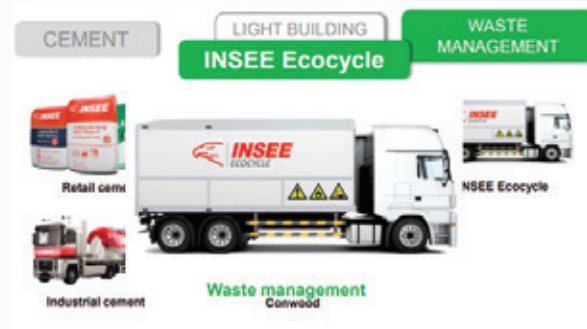 CEMENT
LIGHT BUILDING
WASTE
MANAGEMENT
INSEE Ecocycle
INSEE
INSEE
ECOCYCLE
INSEE
Retail ceme
NSEE Ecocycle
Industrial cement
Waste management
Conwood